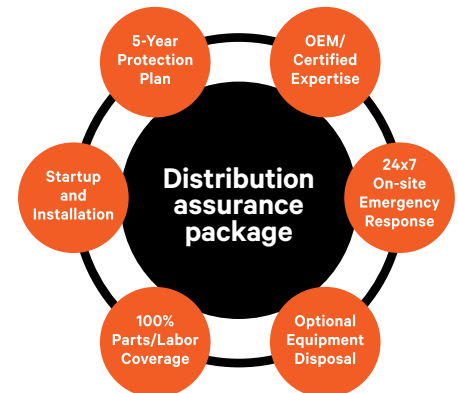 5-Year
Protection
Plan
OEM/
Certified
Expertise
Startup
and
Installation
Distribution
assurance
package
24x7
On-site
Emergency
Response
100%
Parts/Labor
Coverage
Optional
Equipment
Disposal